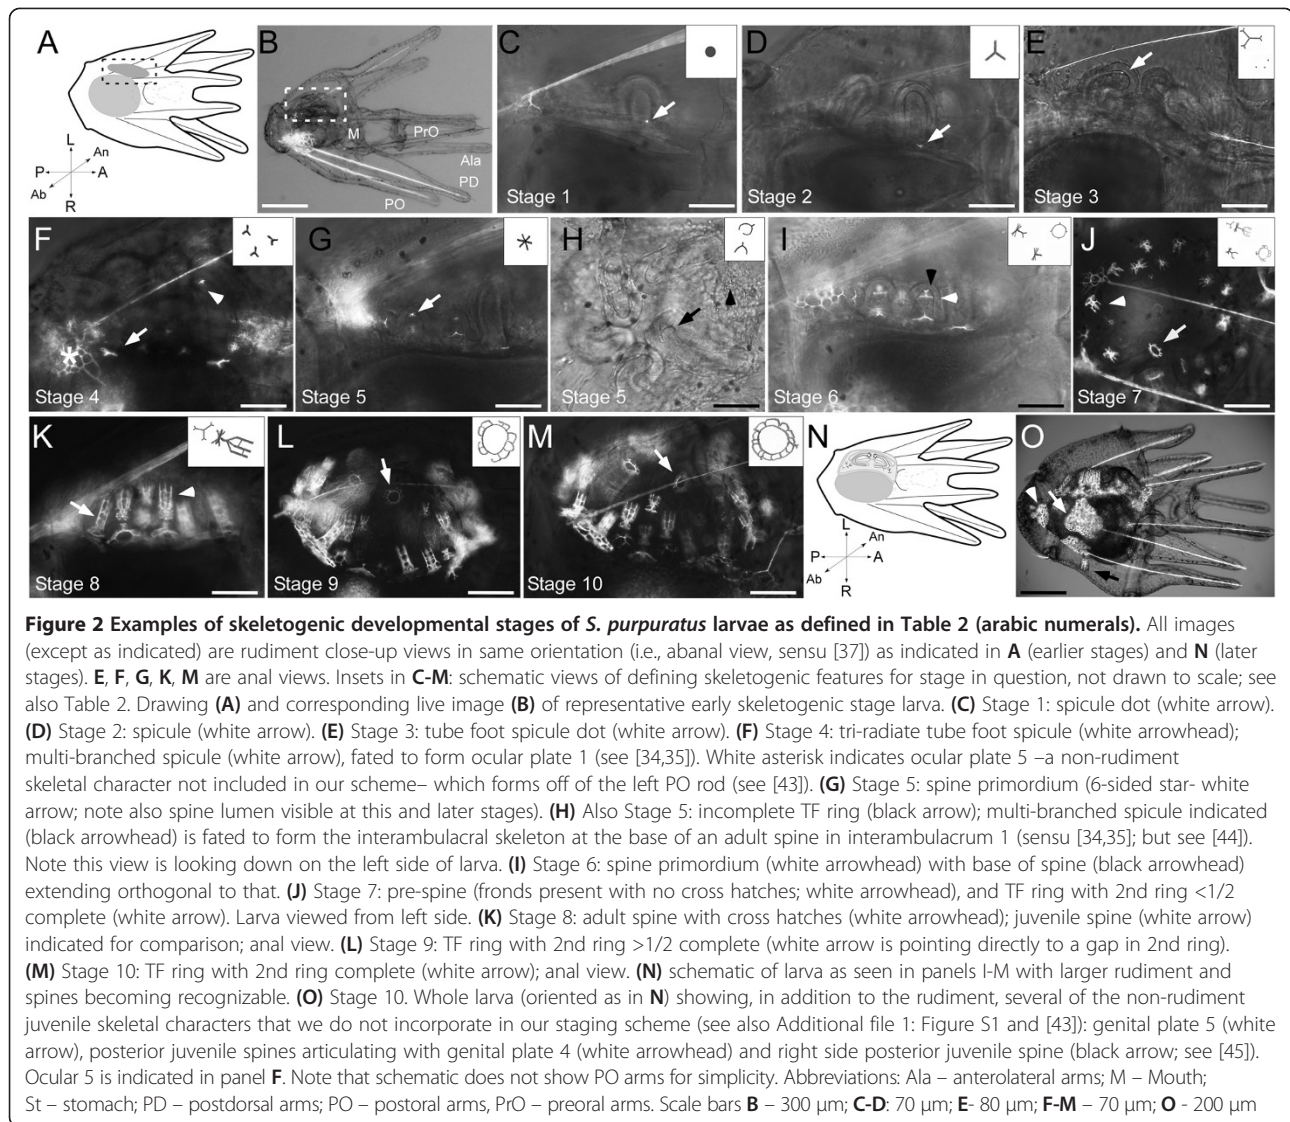 A
L
An
P
A
Ab
R
B
M
PrO
Ala
PD
PO
C
Stage 1
D
Stage 2
E
Stage 3
F
*
Stage 4
G
Stage 5
H
Stage 5
I
Stage 6
J
Stage 7
K
Stage 8
L
Stage 9
M
Stage 10
N
L
An
P
A
Ab
R
O
Figure 2 Examples of skeletogenic developmental stages of S. purpuratus larvae as defined in Table 2 (arabic numerals). All images
(except as indicated) are rudiment close-up views in same orientation (i.e., abanal view, sensu [37]) as indicated in A (earlier stages) and N (later
stages). E, F, G, K, M are anal views. Insets in C-M: schematic views of defining skeletogenic features for stage in question, not drawn to scale; see
also Table 2. Drawing (A) and corresponding live image (B) of representative early skeletogenic stage larva. (C) Stage 1: spicule dot (white arrow).
(D) Stage 2: spicule (white arrow). (E) Stage 3: tube foot spicule dot (white arrow). (F) Stage 4: tri-radiate tube foot spicule (white arrowhead);
multi-branched spicule (white arrow), fated to form ocular plate 1 (see [34,35]). White asterisk indicates ocular plate 5 –a non-rudiment
skeletal character not included in our scheme– which forms off of the left PO rod (see [43]). (G) Stage 5: spine primordium (6-sided star- white
arrow; note also spine lumen visible at this and later stages). (H) Also Stage 5: incomplete TF ring (black arrow); multi-branched spicule indicated
(black arrowhead) is fated to form the interambulacral skeleton at the base of an adult spine in interambulacrum 1 (sensu [34,35]; but see [44]).
Note this view is looking down on the left side of larva. (I) Stage 6: spine primordium (white arrowhead) with base of spine (black arrowhead)
extending orthogonal to that. (J) Stage 7: pre-spine (fronds present with no cross hatches; white arrowhead), and TF ring with 2nd ring <1/2
complete (white arrow). Larva viewed from left side. (K) Stage 8: adult spine with cross hatches (white arrowhead); juvenile spine (white arrow)
indicated for comparison; anal view. (L) Stage 9: TF ring with 2nd ring >1/2 complete (white arrow is pointing directly to a gap in 2nd ring).
(M) Stage 10: TF ring with 2nd ring complete (white arrow); anal view. (N) schematic of larva as seen in panels I-M with larger rudiment and
spines becoming recognizable. (O) Stage 10. Whole larva (oriented as in N) showing, in addition to the rudiment, several of the non-rudiment
juvenile skeletal characters that we do not incorporate in our staging scheme (see also Additional file 1: Figure S1 and [43]): genital plate 5 (white
arrow), posterior juvenile spines articulating with genital plate 4 (white arrowhead) and right side posterior juvenile spine (black arrow; see [45]).
Ocular 5 is indicated in panel F. Note that schematic does not show PO arms for simplicity. Abbreviations: Ala – anterolateral arms; M – Mouth;
St – stomach; PD – postdorsal arms; PO – postoral arms, PrO – preoral arms. Scale bars B – 300 μm; C-D: 70 μm; E- 80 μm; F-M – 70 μm; O - 200 μm